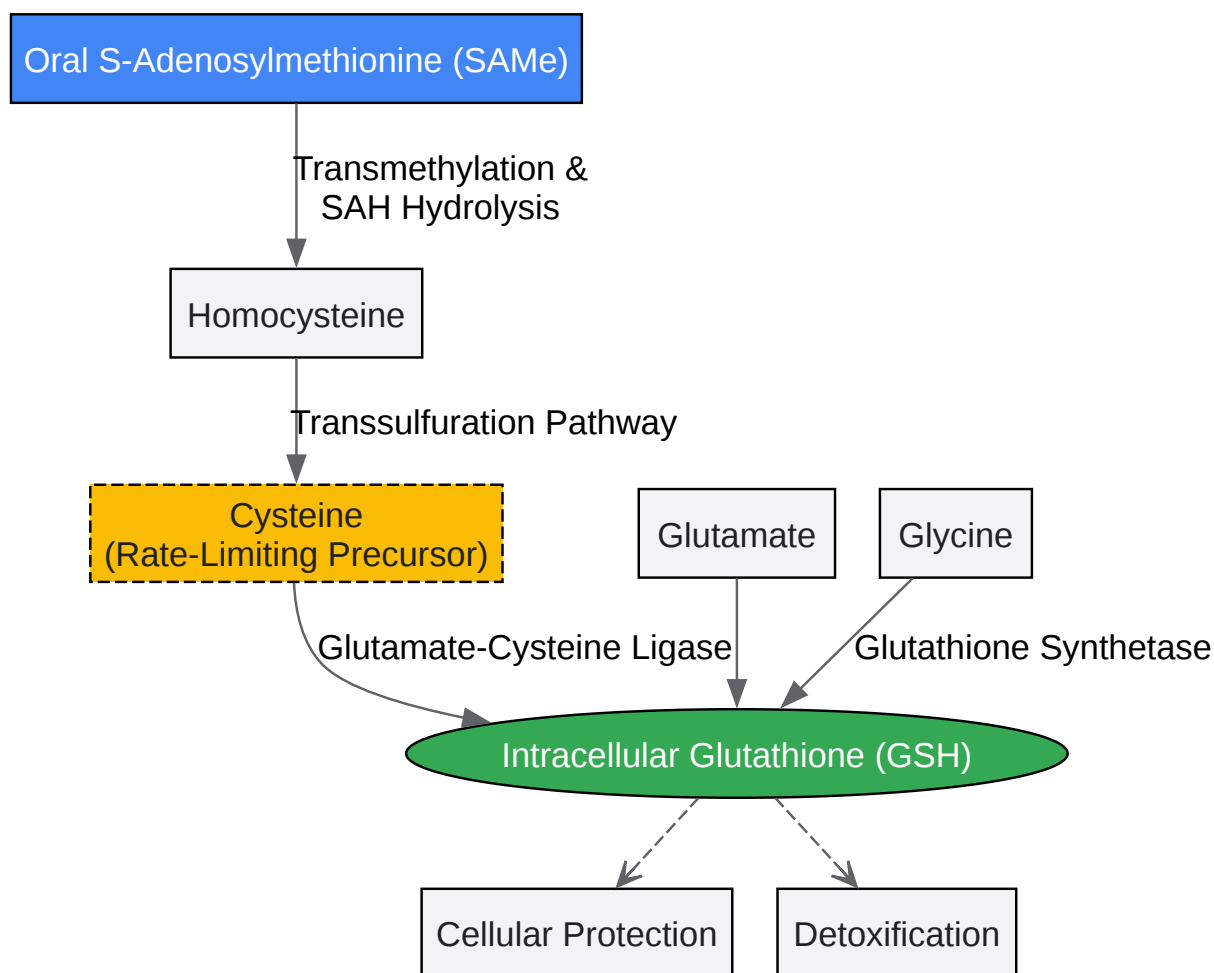 Oral S-Adenosylmethionine (SAMe)
Transmethylation &
SAH Hydrolysis
Homocysteine
Transsulfuration Pathway
Cysteine
(Rate-Limiting Precursor)
Glutamate
Glycine
Glutamate-Cysteine Ligase
Glutathione Synthetase
Intracellular Glutathione (GSH)
Cellular Protection
Detoxification